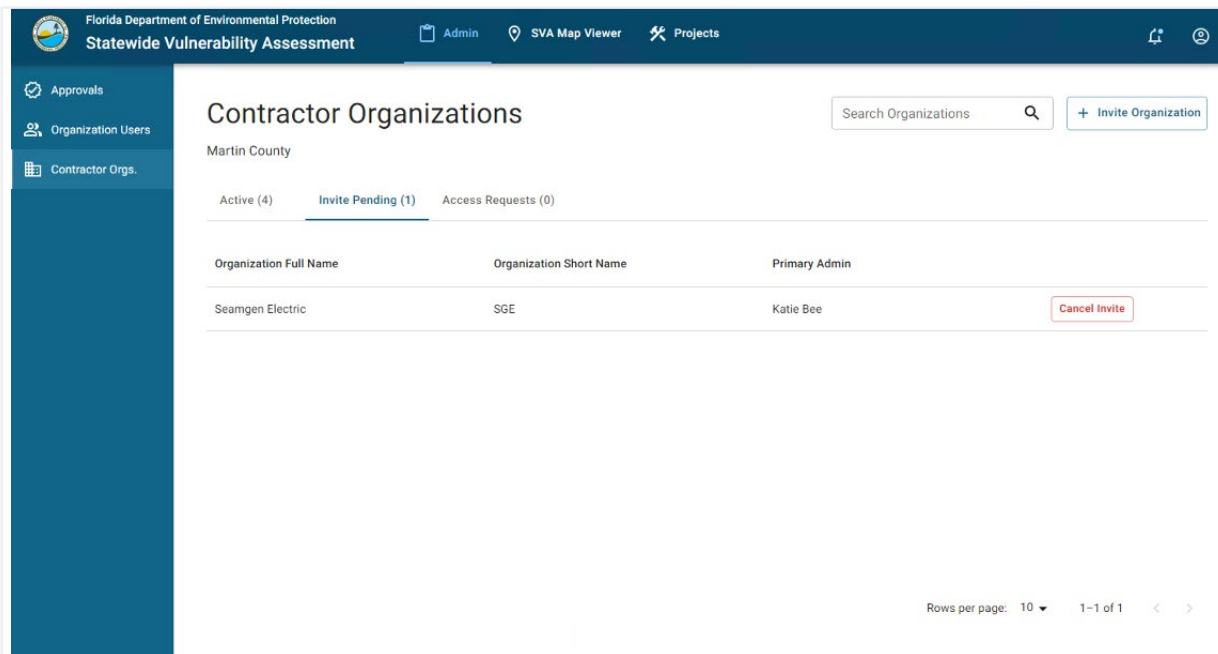 Florida Department of Environmental Protection
Statewide Vulnerability Assessment
Admin
SVA Map Viewer
Projects
Approvals
Organization Users
Contractor Orgs.
Contractor Organizations
Search Organizations
+ Invite Organization
Martin County
Active (4) Invite Pending (1) Access Requests (0)
Organization Full Name Organization Short Name Primary Admin
Seamgen Electric SGE Katie Bee Cancel Invite
Rows per page: 10 1–1 of 1